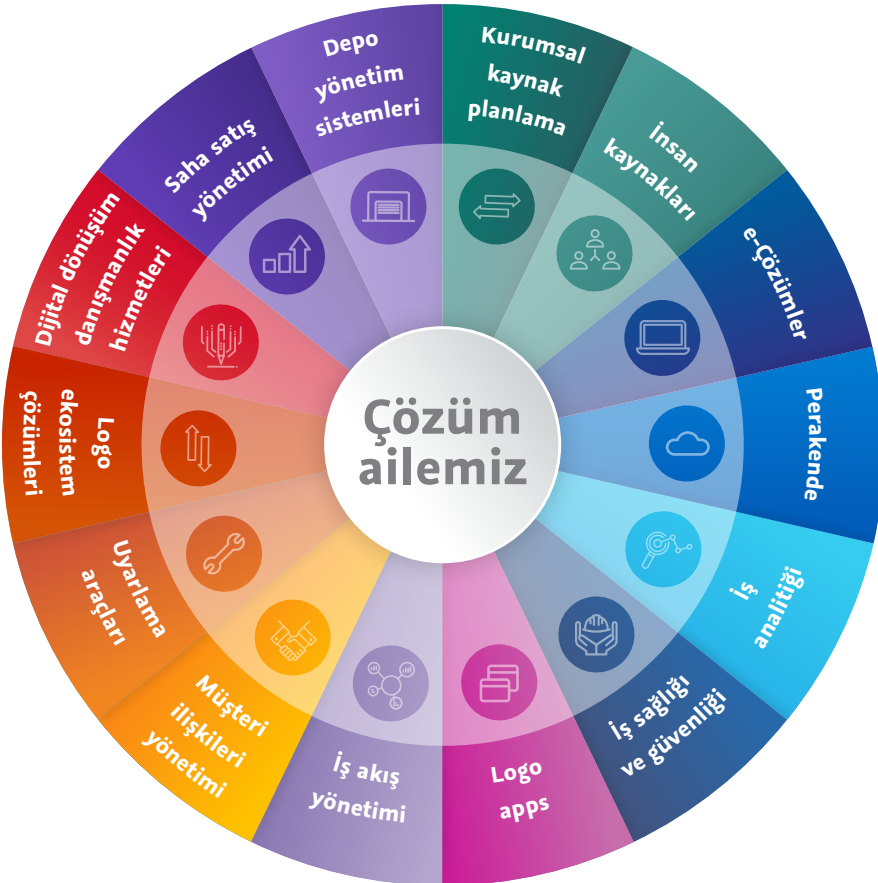 Çözüm
ailemiz
Kurumsal
kaynak
planlama
İnsan
kaynakları
e-Çözümler
Perakende
İş
analitiği
İş sağlığı
ve güvenliği
Logo
apps
İş akış
yönetimi
Müşteri
ilişkileri
yönetimi
Uyarlama
araçları
Logo
ekosistem
çözümleri
Dijital dönüşüm
danışmanlık
hizmetleri
Saha satış
yönetimi
Depo
yönetim
sistemleri